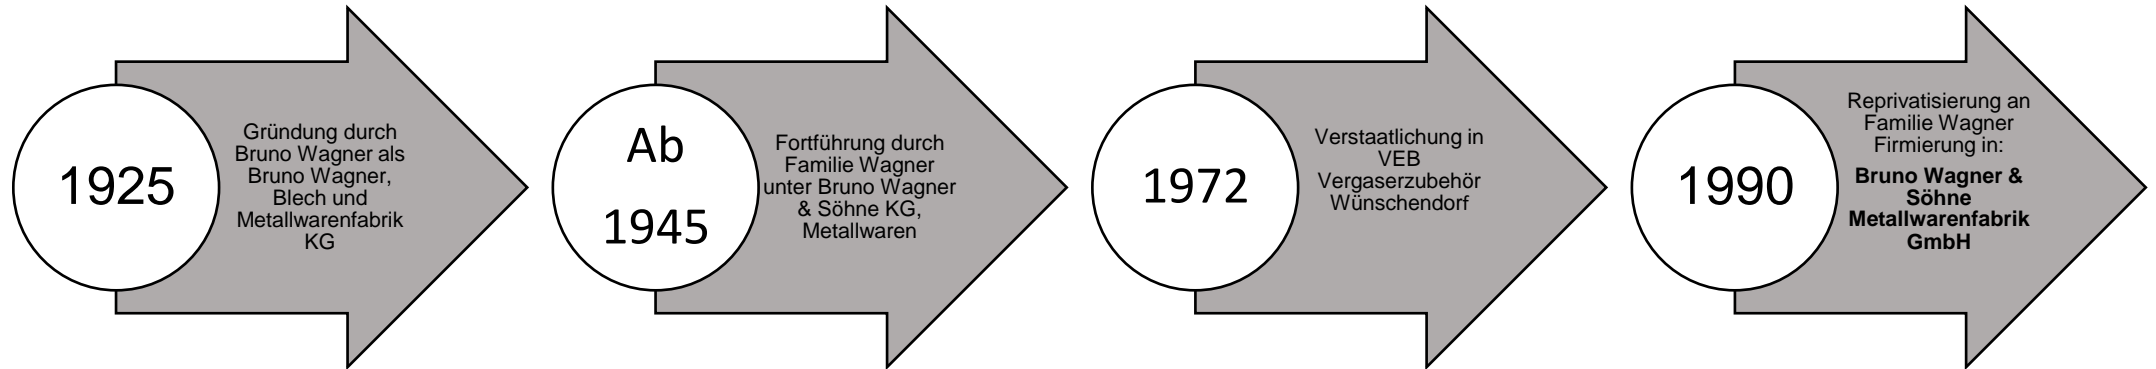 1925
Gründung durch
Bruno Wagner als
Bruno Wagner,
Blech und
Metallwarenfabrik
KG
Ab
1945
Fortführung durch
Familie Wagner
unter Bruno Wagner
& Söhne KG,
Metallwaren
1972
Verstaatlichung in
VEB
Vergaserzubehör
Wünschendorf
1990
Reprivatisierung an
Familie Wagner
Firmierung in:
Bruno Wagner &
Söhne
Metallwarenfabrik
GmbH